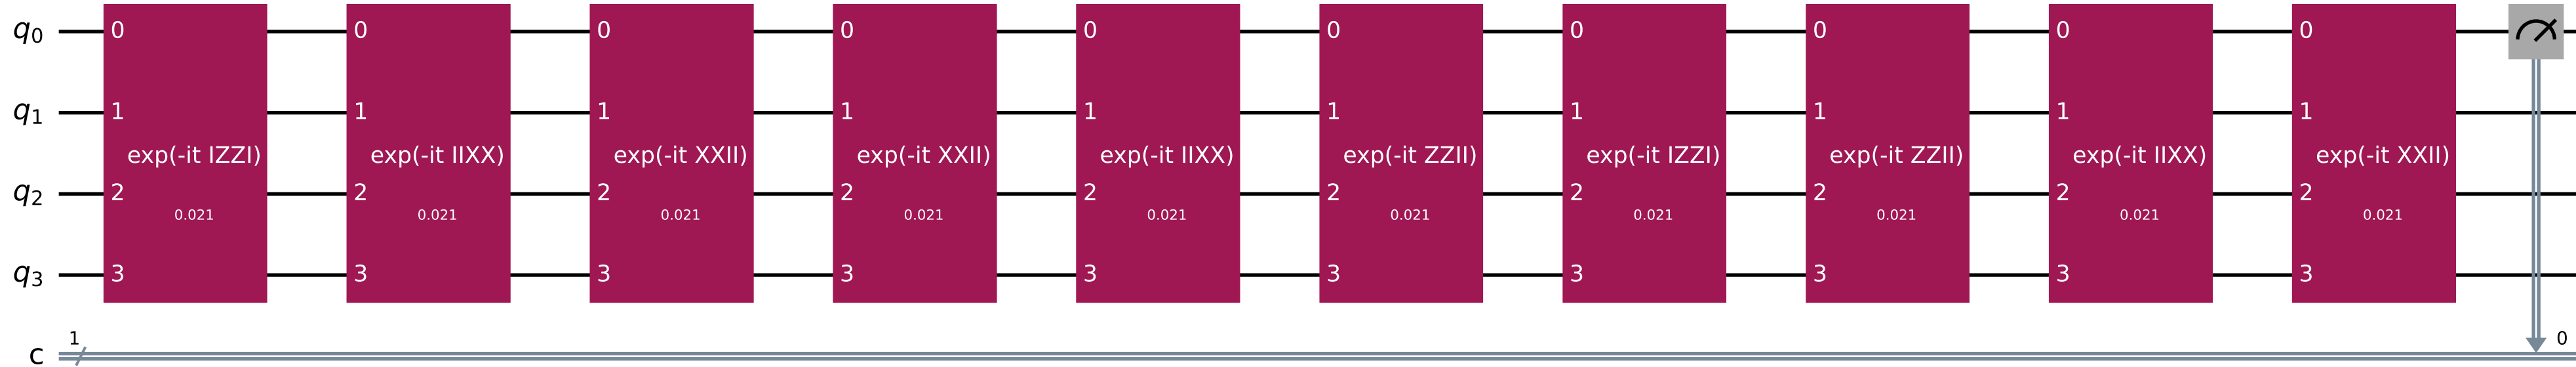 q0 0 0 0 0 0 0 0 0 0 0
q1 1 1 1 1 1 1 1 1 1 1
exp(-it IZZI) exp(-it IIXX) exp(-it XXII) exp(-it XXII) exp(-it IIXX) exp(-it ZZII) exp(-it IZZI) exp(-it ZZII) exp(-it IIXX) exp(-it XXII)
q2 2 2 2 2 2 2 2 2 2 2
0.021 0.021 0.021 0.021 0.021 0.021 0.021 0.021 0.021 0.021
q3 3 3 3 3 3 3 3 3 3 3
1 0
c